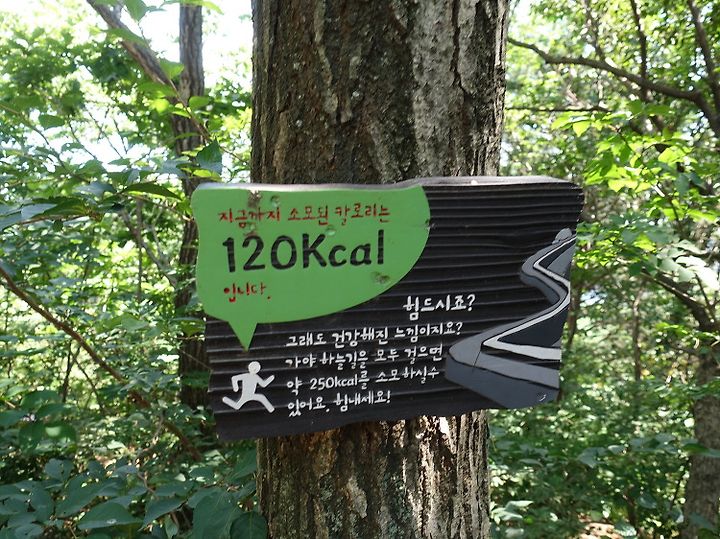 지금까지 소모된 칼로리는
120Kcal
입니다.
힘드시죠?
그래도 건강해진 느낌이지요?
가야 하늘길을 모두 걸으면
약 250kcal를 소모하실수
있어요. 힘내세요!